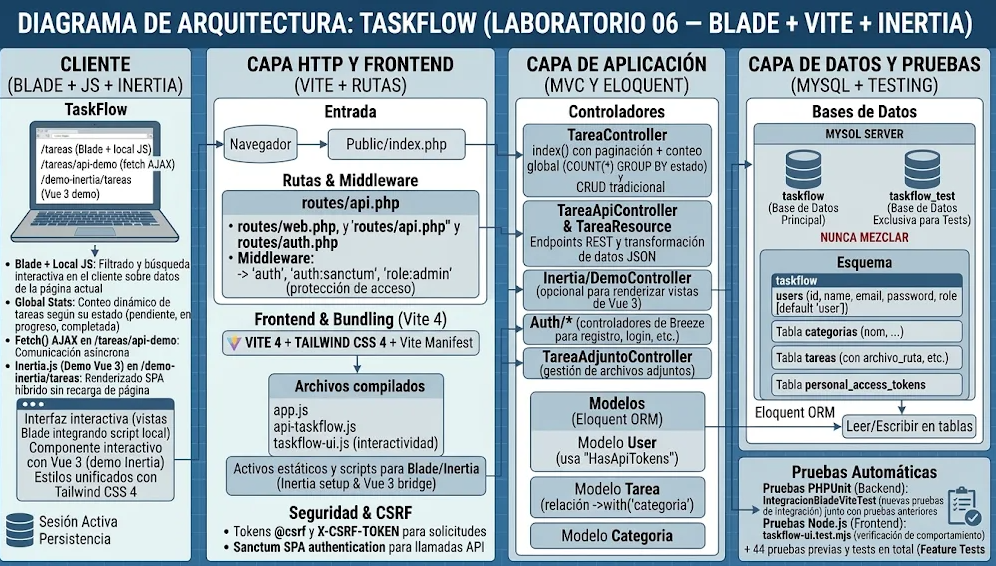 DIAGRAMA DE ARQUITECTURA: TASKFLOW (LABORATORIO 06 — BLADE + VITE + INERTIA)
CLIENTE
(BLADE + JS + INERTIA)
TaskFlow
/tareas (Blade + local JS)
/tareas/api-demo (fetch AJAX)
/demo-inertia/tareas
(Vue 3 demo)
• Blade + Local JS: Filtrado y búsqueda
interactiva en el cliente sobre datos
de la página actual
• Global Stats: Conteo dinámico de
tareas según su estado (pendiente, en
progreso, completada)
• Fetch() AJAX en /tareas/api-demo:
Comunicación asíncrona
• Inertia.js (Demo Vue 3) en /demo-
inertia/tareas: Renderizado SPA
híbrido sin recarga de página
Interfaz interactiva (vistas
Blade integrando script local)
Componente interactivo
con Vue 3 (demo Inertia)
Estilos unificados con
Tailwind CSS 4
Sesión Activa
Persistencia
CAPA HTTP Y FRONTEND
(VITE + RUTAS)
Entrada
Navegador
Public/index.php
Rutas & Middleware
routes/api.php
• routes/web.php, y 'routes/api.php" y
routes/auth.php
• Middleware:
-> 'auth', 'auth:sanctum', 'role:admin'
(protección de acceso)
Frontend & Bundling (Vite 4)
VITE 4 + TAILWIND CSS 4 + Vite Manifest
Archivos compilados
app.js
api-taskflow.js
taskflow-ui.js (interactividad)
Activos estáticos y scripts para Blade/Inertia
(Inertia setup & Vue 3 bridge)
Seguridad & CSRF
• Tokens @csrf y X-CSRF-TOKEN para solicitudes
• Sanctum SPA authentication para llamadas API
CAPA DE APLICACIÓN
(MVC Y ELOQUENT)
Controladores
TareaController
index() con paginación + conteo
global (COUNT(*) GROUP BY estado)
y
CRUD tradicional
TareaApiController
& TareaResource
Endpoints REST y transformación
de datos JSON
Inertia/DemoController
(opcional para renderizar vistas
de Vue 3)
Auth/* (controladores de Breeze
para registro, login, etc.)
TareaAdjuntoController
(gestión de archivos adjuntos)
Modelos
(Eloquent ORM)
Modelo User
(usa "HasApiTokens")
Modelo Tarea
(relación ->with('categoria')
Modelo Categoria
CAPA DE DATOS Y PRUEBAS
(MYSQL + TESTING)
Bases de Datos
MYSOL SERVER
taskflow
(Base de Datos
Principal)
taskflow_test
(Base de Datos
Exclusiva para Tests)
NUNCA MEZCLAR
Esquema
taskflow
users (id, name, email, password, role
[default 'user'])
Tabla categorias (nom, ...)
Tabla tareas (con archivo_ruta, etc.)
Tabla personal_access_tokens
Eloquent ORM
Leer/Escribir en tablas
Pruebas Automáticas
Pruebas PHPUnit (Backend):
IntegracionBladeViteTest (nuevas pruebas
de integración) junto con pruebas anteriores
Pruebas Node.js (Frontend):
taskflow-ui.test.mjs (verificación de comportamiento)
+ 44 pruebas previas y tests en total (Feature Tests